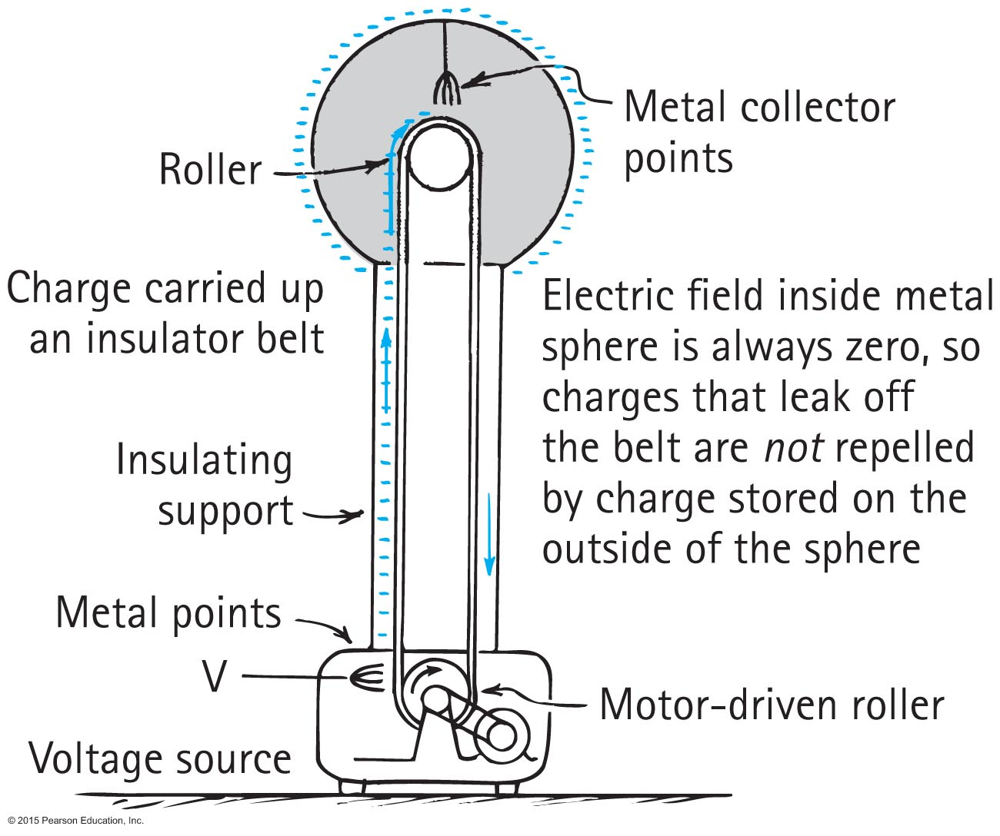 Metal collector
points
Roller
Charge carried up
an insulator belt
Electric field inside metal
sphere is always zero, so
charges that leak off
the belt are not repelled
by charge stored on the
outside of the sphere
Insulating
support
Metal points
V
Motor-driven roller
Voltage source
© 2015 Pearson Education, Inc.